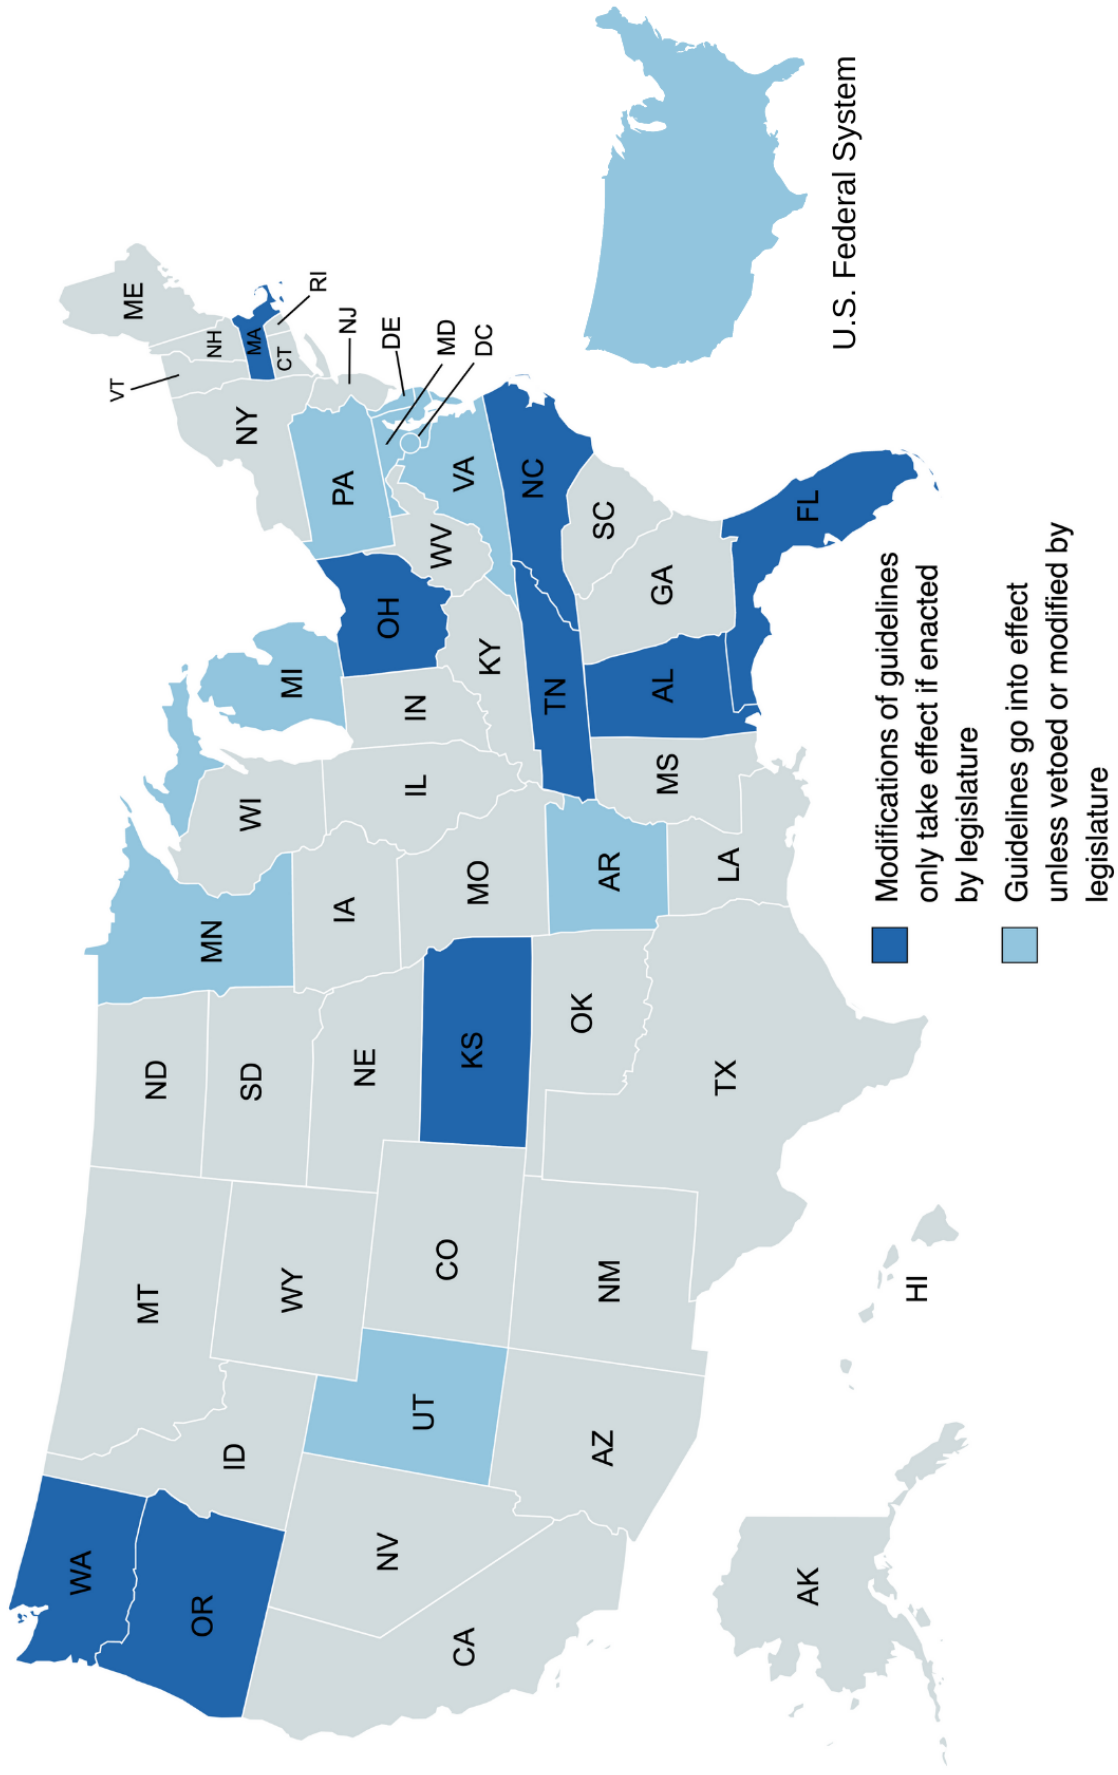 WA
MT
ND
MN
ME
VT
NH
MA
RI
CT
OR
ID
SD
WI
MI
NY
NJ
WY
NE
IA
IL
IN
OH
PA
DE
MD
DC
NV
UT
CO
KS
MO
KY
WV
VA
CA
AZ
NM
OK
AR
TN
NC
SC
TX
LA
MS
AL
GA
FL
AK
HI
U.S. Federal System
Modifications of guidelines
only take effect if enacted
by legislature
Guidelines go into effect
unless vetoed or modified by
legislature